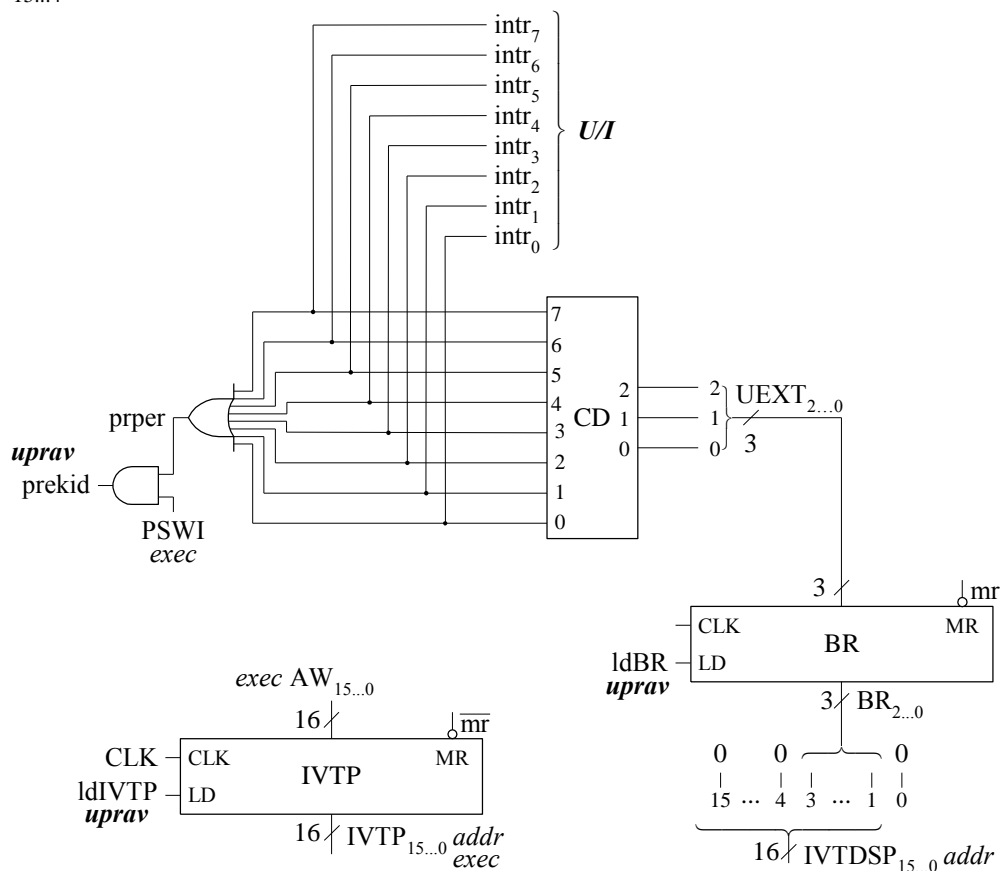 intr7
intr6
intr5
intr4
intr3
intr2
intr1
intr0
U/I
7
6
5
4
3
2
1
0
CD
2
1
0
2
1
0
UEXT2...0
3
prper
uprav
prekid
PSWI
exec
3
mr
CLK
MR
BR
ldBR
LD
uprav
3
BR2...0
exec AW15...0
16
mr
CLK
CLK
MR
IVTP
ldIVTP
LD
uprav
16
IVTP15...0 addr
exec
0 0 0
15 ... 4 3 ... 1 0
16
IVTDSP15...0 addr